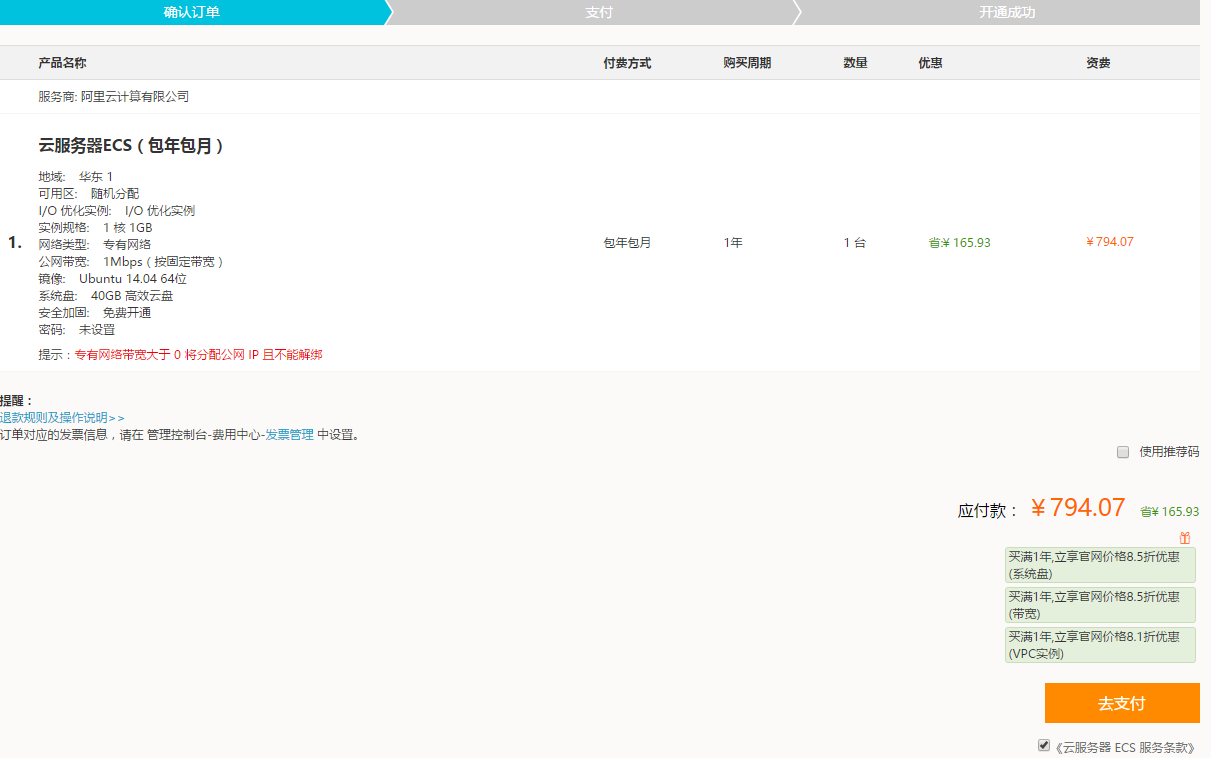 确认订单 支付 开通成功
产品名称 付费方式 购买周期 数量 优惠 资费
服务商: 阿里云计算有限公司
云服务器ECS（包年包月）
地域: 华东 1
可用区: 随机分配
I/O 优化实例: I/O 优化实例
实例规格: 1 核 1GB
1. 网络类型: 专有网络 包年包月 1年 1 台 省:¥ 165.93 ¥ 794.07
公网带宽: 1Mbps（按固定带宽）
镜像: Ubuntu 14.04 64位
系统盘: 40GB 高效云盘
安全加固: 免费开通
密码: 未设置
提示：专有网络带宽大于 0 将分配公网 IP 且不能解绑
提醒：
退款规则及操作说明>>
订单对应的发票信息，请在 管理控制台-费用中心-发票管理 中设置。
使用推荐码
应付款： ¥ 794.07 省¥ 165.93
买满1年,立享官网价格8.5折优惠
(系统盘)
买满1年,立享官网价格8.5折优惠
(带宽)
买满1年,立享官网价格8.1折优惠
(VPC实例)
去支付
《云服务器 ECS 服务条款》